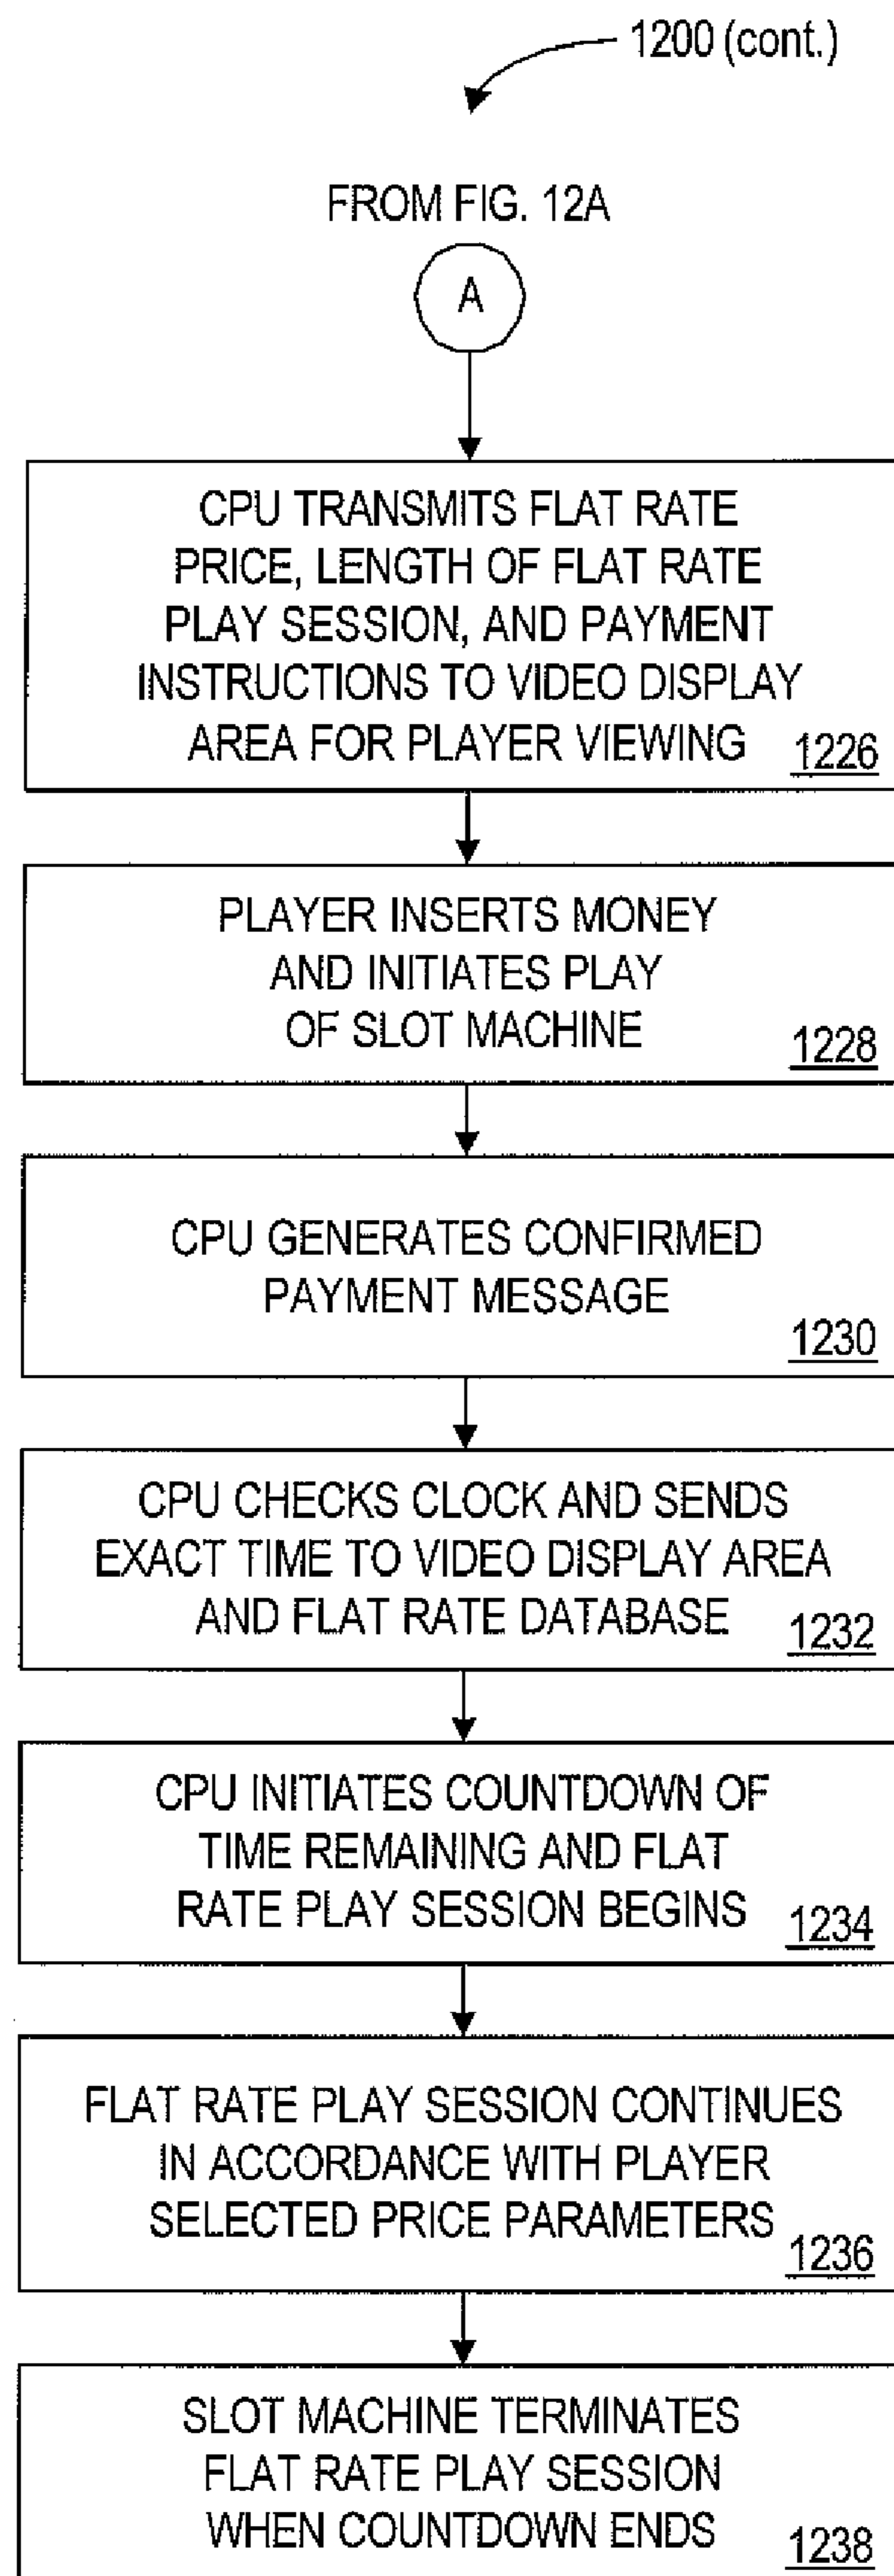 1200 (cont.)
FROM FIG. 12A
A
CPU TRANSMITS FLAT RATE
PRICE, LENGTH OF FLAT RATE
PLAY SESSION, AND PAYMENT
INSTRUCTIONS TO VIDEO DISPLAY
AREA FOR PLAYER VIEWING
1226
PLAYER INSERTS MONEY
AND INITIATES PLAY
OF SLOT MACHINE
1228
CPU GENERATES CONFIRMED
PAYMENT MESSAGE
1230
CPU CHECKS CLOCK AND SENDS
EXACT TIME TO VIDEO DISPLAY AREA
AND FLAT RATE DATABASE
1232
CPU INITIATES COUNTDOWN OF
TIME REMAINING AND FLAT
RATE PLAY SESSION BEGINS
1234
FLAT RATE PLAY SESSION CONTINUES
IN ACCORDANCE WITH PLAYER
SELECTED PRICE PARAMETERS
1236
SLOT MACHINE TERMINATES
FLAT RATE PLAY SESSION
WHEN COUNTDOWN ENDS
1238